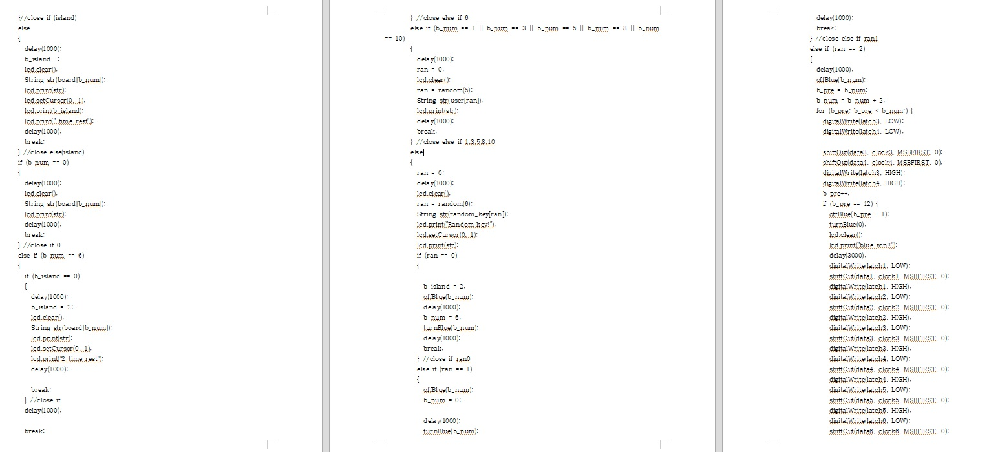 }//close if (island)
else
{
delay(1000);
b_island--;
lcd.clear();
String str(board[b_num]);
lcd.print(str);
lcd.setCursor(0, 1);
lcd.print(b_island);
lcd.print(" time rest");
delay(1000);
break;
} //close else(island)
if (b_num == 0)
{
delay(1000);
lcd.clear();
String str(board[b_num]);
lcd.print(str);
delay(1000);
break;
} //close if 0
else if (b_num == 6)
{
if (b_island == 0)
{
delay(1000);
b_island = 2;
lcd.clear();
String str(board[b_num]);
lcd.print(str);
lcd.setCursor(0, 1);
lcd.print("2 time rest");
delay(1000);
break;
} //close if
delay(1000);
break;
} //close else if 6
else if (b_num == 1 || b_num == 3 || b_num == 5 || b_num == 8 || b_num
== 10)
{
delay(1000);
ran = 0;
lcd.clear();
ran = random(5);
String str(user[ran]);
lcd.print(str);
delay(1000);
break;
} //close else if 1,3,5,8,10
else
{
ran = 0;
delay(1000);
lcd.clear();
ran = random(6);
String str(random_key[ran]);
lcd.print("Random key!");
lcd.setCursor(0, 1);
lcd.print(str);
if (ran == 0)
{
b_island = 2;
offBlue(b_num);
delay(1000);
b_num = 6;
turnBlue(b_num);
delay(1000);
break;
} //close if ran0
else if (ran == 1)
{
offBlue(b_num);
b_num = 0;
delay(1000);
turnBlue(b_num);
delay(1000);
break;
} //close else if ran1
else if (ran == 2)
{
delay(1000);
offBlue(b_num);
b_pre = b_num;
b_num = b_num + 2;
for (b_pre; b_pre < b_num;) {
digitalWrite(latch3, LOW);
digitalWrite(latch4, LOW);
shiftOut(data3, clock3, MSBFIRST, 0);
shiftOut(data4, clock4, MSBFIRST, 0);
digitalWrite(latch3, HIGH);
digitalWrite(latch4, HIGH);
b_pre++;
if (b_pre == 12) {
offBlue(b_pre - 1);
turnBlue(0);
lcd.clear();
lcd.print("blue win!!");
delay(3000);
digitalWrite(latch1, LOW);
shiftOut(data1, clock1, MSBFIRST, 0);
digitalWrite(latch1, HIGH);
digitalWrite(latch2, LOW);
shiftOut(data2, clock2, MSBFIRST, 0);
digitalWrite(latch2, HIGH);
digitalWrite(latch3, LOW);
shiftOut(data3, clock3, MSBFIRST, 0);
digitalWrite(latch3, HIGH);
digitalWrite(latch4, LOW);
shiftOut(data4, clock4, MSBFIRST, 0);
digitalWrite(latch4, HIGH);
digitalWrite(latch5, LOW);
shiftOut(data5, clock5, MSBFIRST, 0);
digitalWrite(latch5, HIGH);
digitalWrite(latch6, LOW);
shiftOut(data6, clock6, MSBFIRST, 0);